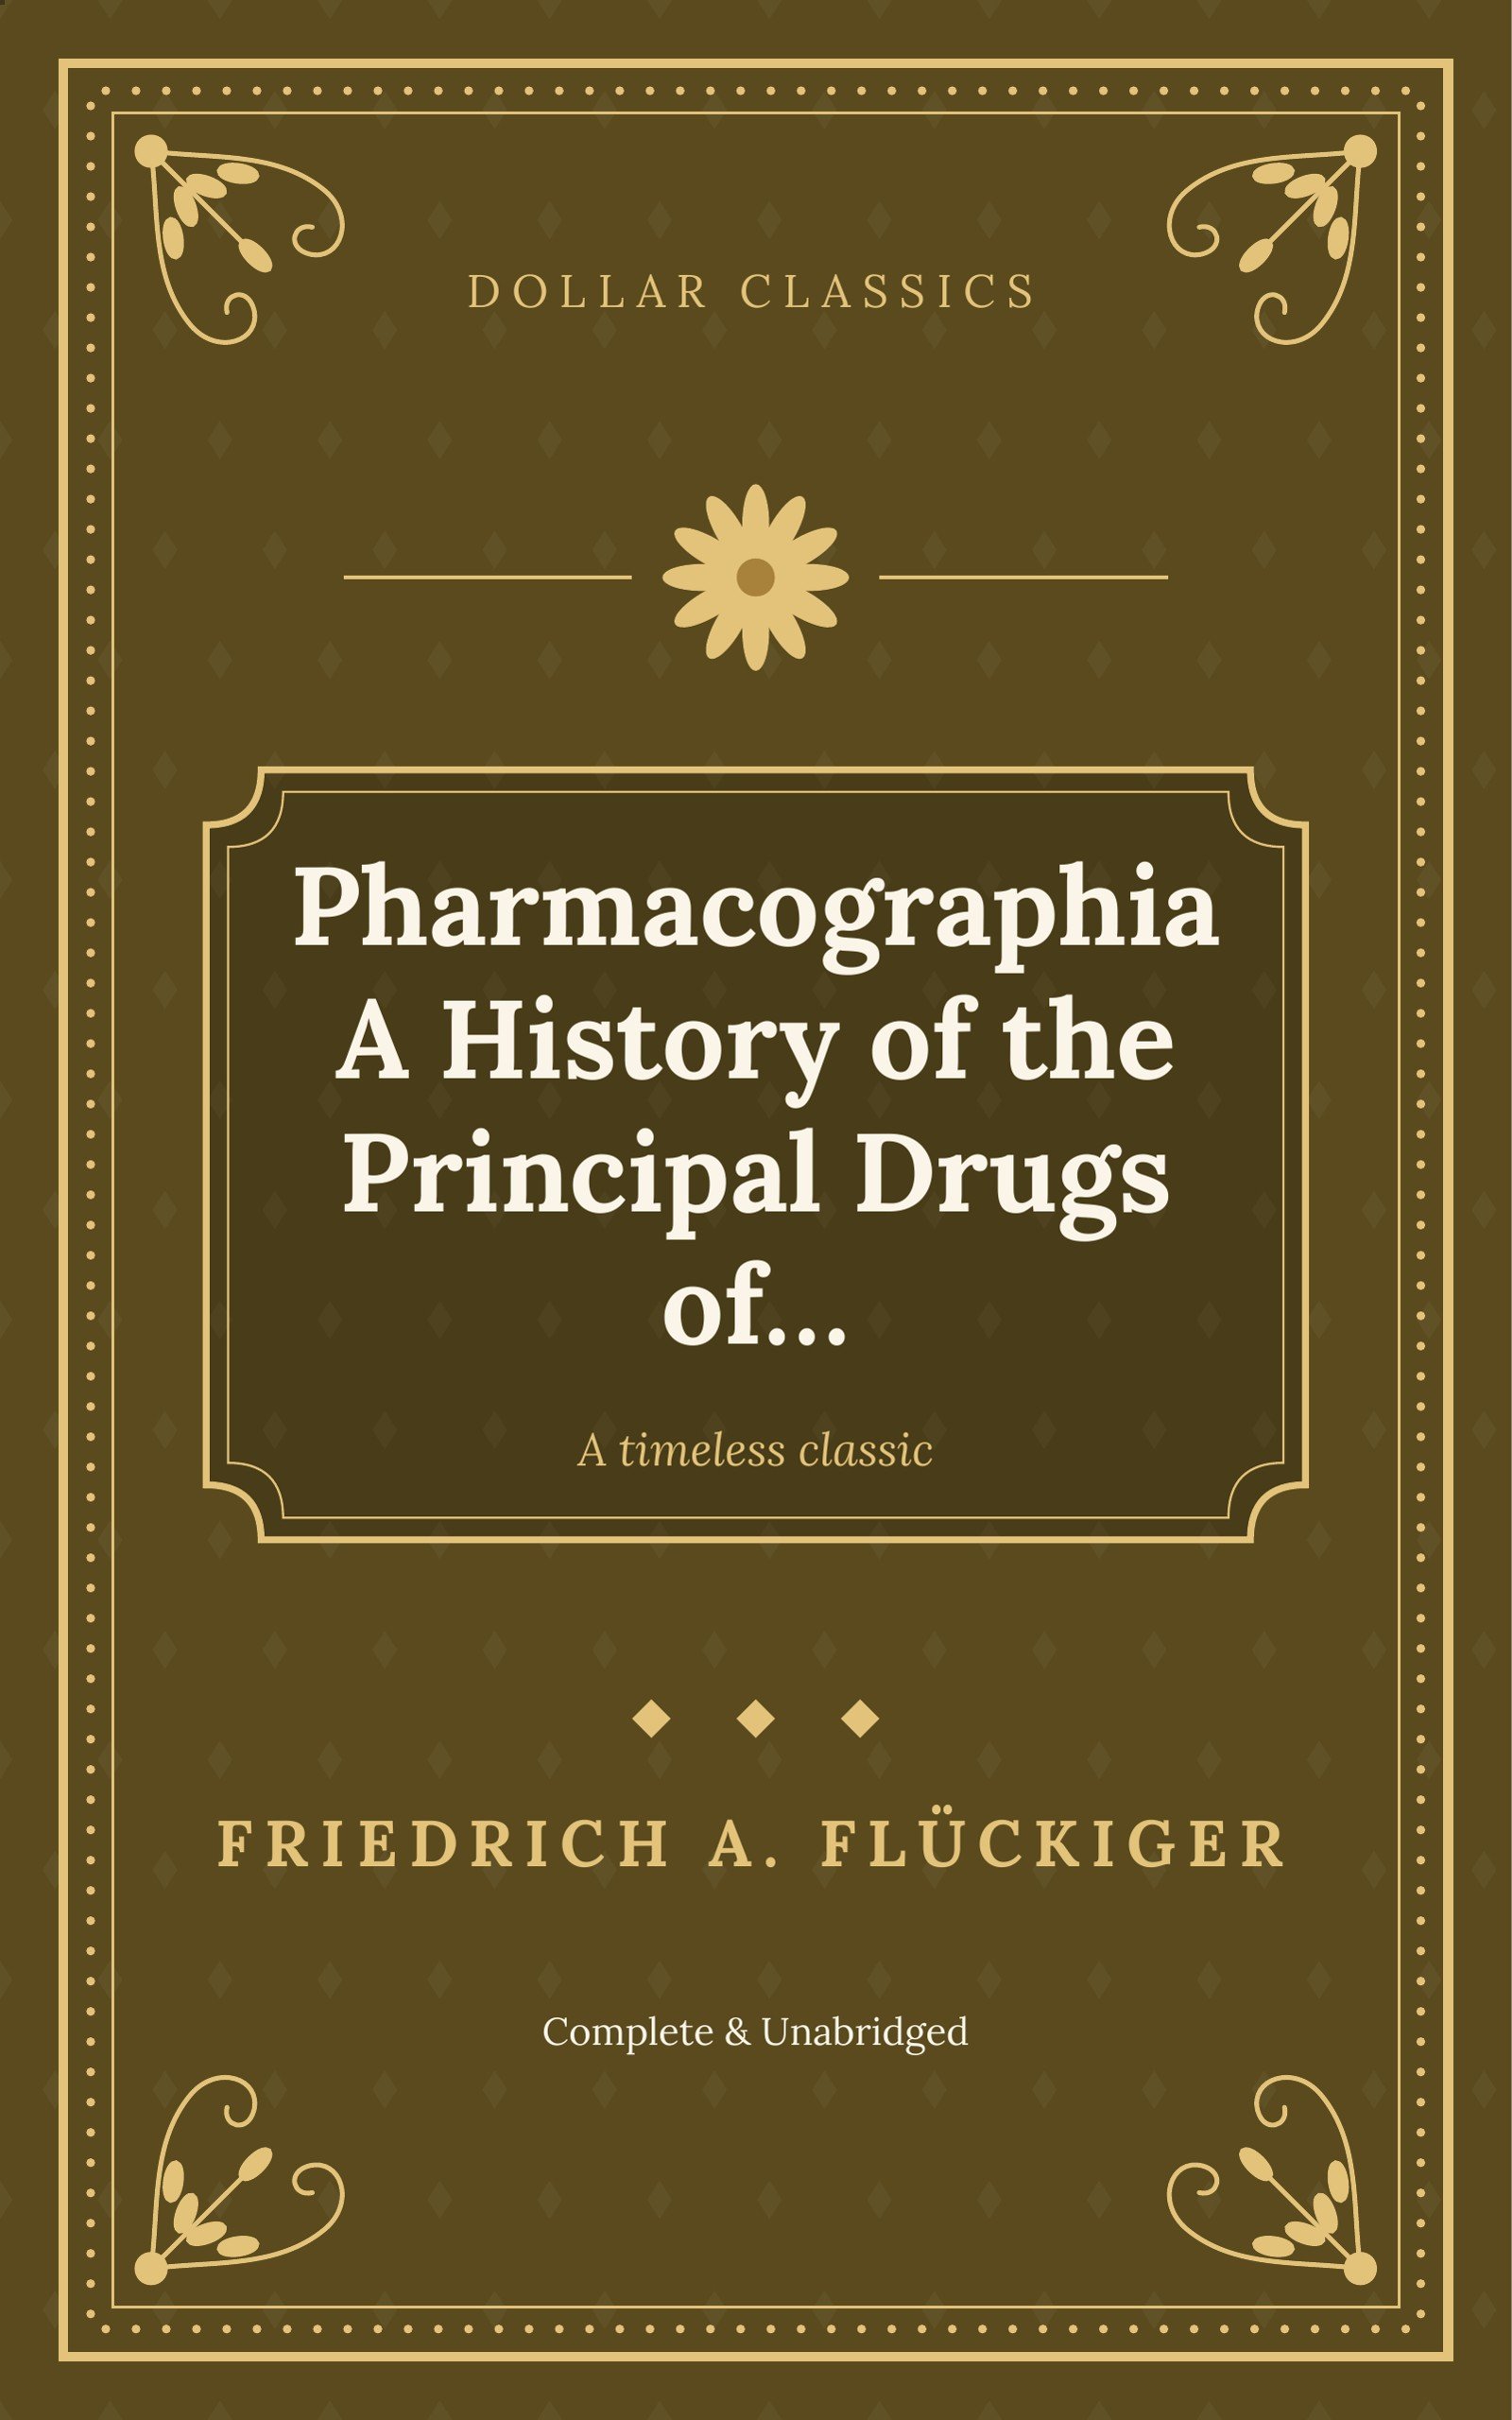 DOLLAR CLASSICS
Pharmacographia
A History of the
Principal Drugs
of...
A timeless classic
FRIEDRICH A. FLÜCKIGER
Complete & Unabridged